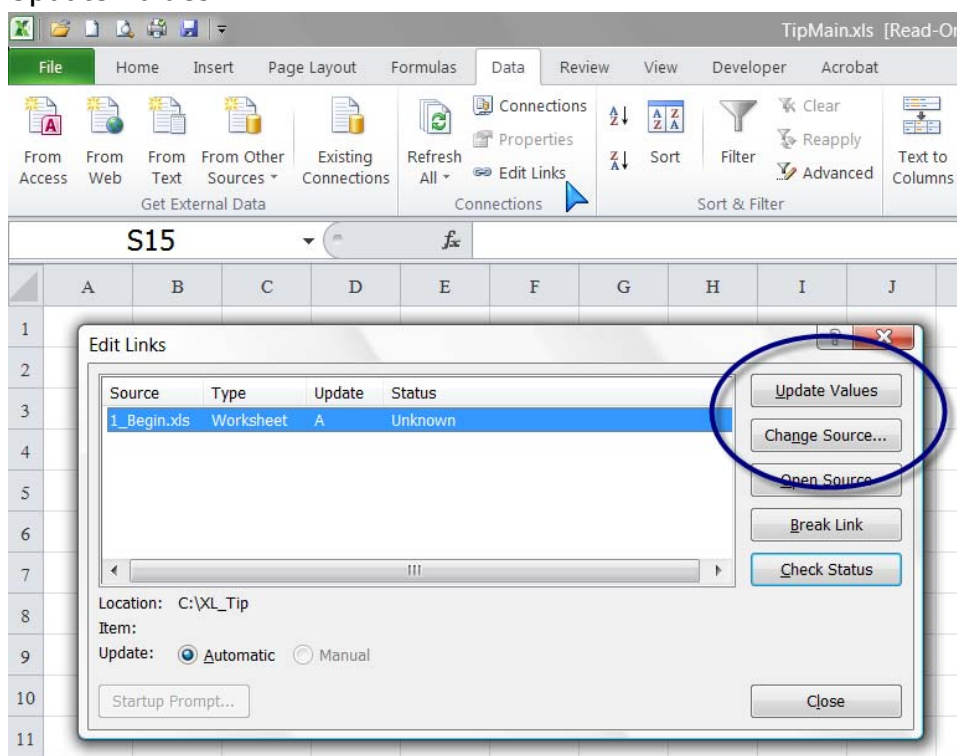 TipMain.xls [Read-On
File Home Insert Page Layout Formulas Data Review View Developer Acrobat
From Access
From Web
From Text
From Other Sources
Existing Connections
Get External Data
Refresh All
Connections
Properties
Edit Links
Connections
A Z
Z A
A Z
Z A
Sort
Filter
Clear
Reapply
Advanced
Sort & Filter
Text to Columns
S15 fx
A B C D E F G H I J
1
2
3
4
5
6
7
8
9
10
11
Edit Links
Source Type Update Status
1_Begin.xls Worksheet A Unknown
Update Values
Change Source...
Open Source
Break Link
Check Status
Location: C:\XL_Tip
Item:
Update: Automatic Manual
Startup Prompt...
Close